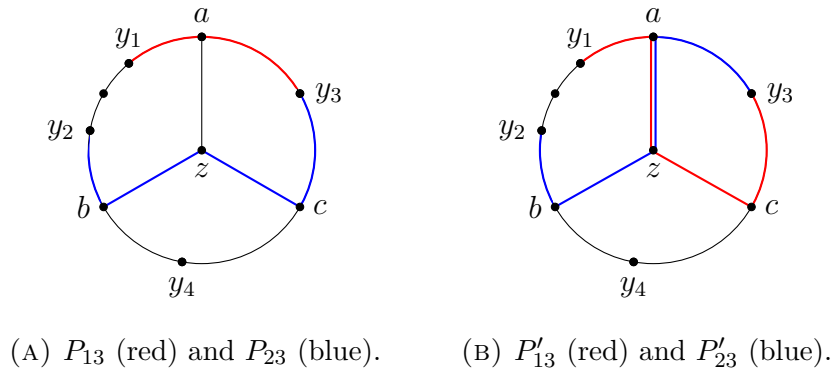 a
a
y₁
y₁
y₃
y₃
y₂
y₂
z
z
b
c
b
c
y₄
y₄
(A) P₁₃ (red) and P₂₃ (blue).
(B) P′₁₃ (red) and P′₂₃ (blue).